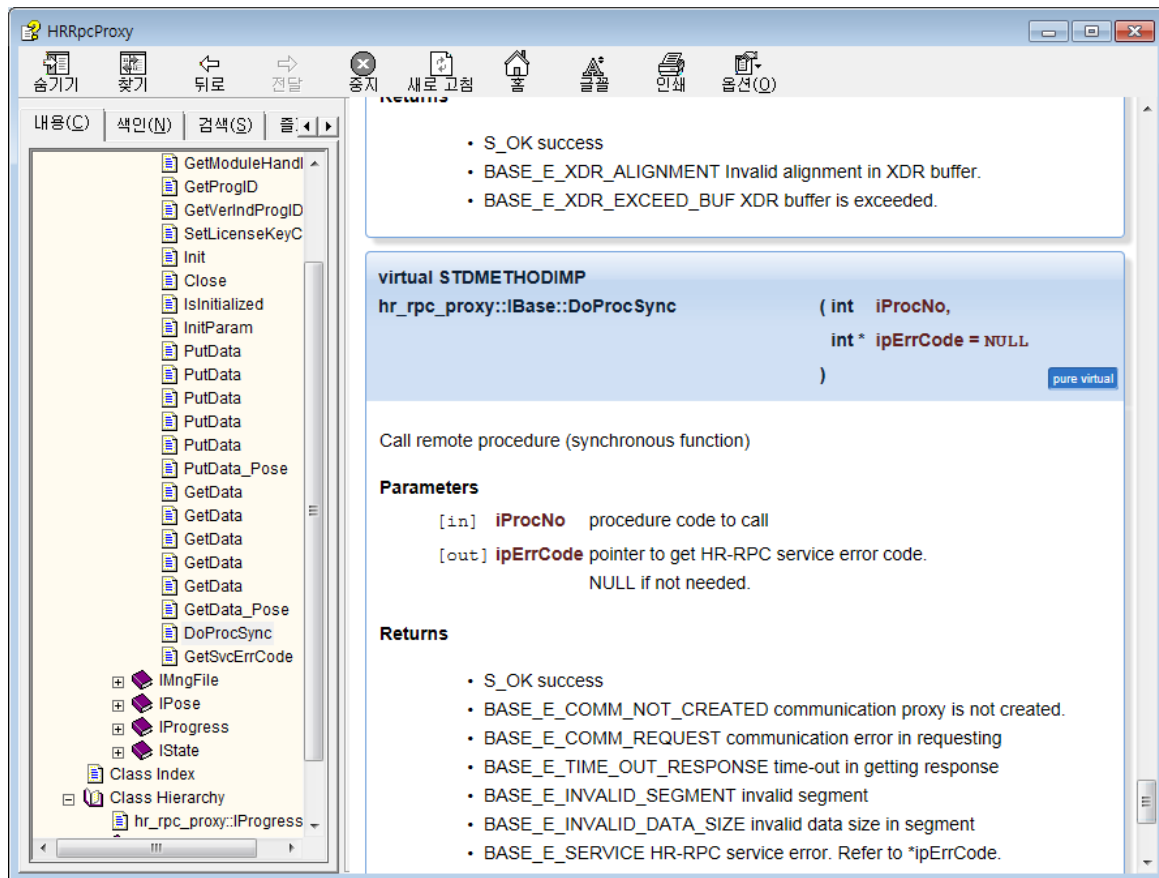 HRRpcProxy
숨기기 찾기 뒤로 전달 중지 새로 고침 홈 글꼴 인쇄 옵션(O)
내용(C) 색인(N) 검색(S)
GetModuleHandl
GetProgID
GetVerIndProgID
SetLicenseKeyC
Init
Close
IsInitialized
InitParam
PutData
PutData
PutData
PutData
PutData
PutData_Pose
GetData
GetData
GetData
GetData
GetData
GetData_Pose
DoProcSync
GetSvcErrCode
IMngFile
IPose
IProgress
IState
Class Index
Class Hierarchy
hr_rpc_proxy::IProgress
Returns
• S_OK success
• BASE_E_XDR_ALIGNMENT Invalid alignment in XDR buffer.
• BASE_E_XDR_EXCEED_BUF XDR buffer is exceeded.
virtual STDMETHODIMP
hr_rpc_proxy::IBase::DoProcSync ( int iProcNo,
int * ipErrCode = NULL
)
pure virtual
Call remote procedure (synchronous function)
Parameters
[in] iProcNo procedure code to call
[out] ipErrCode pointer to get HR-RPC service error code.
NULL if not needed.
Returns
• S_OK success
• BASE_E_COMM_NOT_CREATED communication proxy is not created.
• BASE_E_COMM_REQUEST communication error in requesting
• BASE_E_TIME_OUT_RESPONSE time-out in getting response
• BASE_E_INVALID_SEGMENT invalid segment
• BASE_E_INVALID_DATA_SIZE invalid data size in segment
• BASE_E_SERVICE HR-RPC service error. Refer to *ipErrCode.